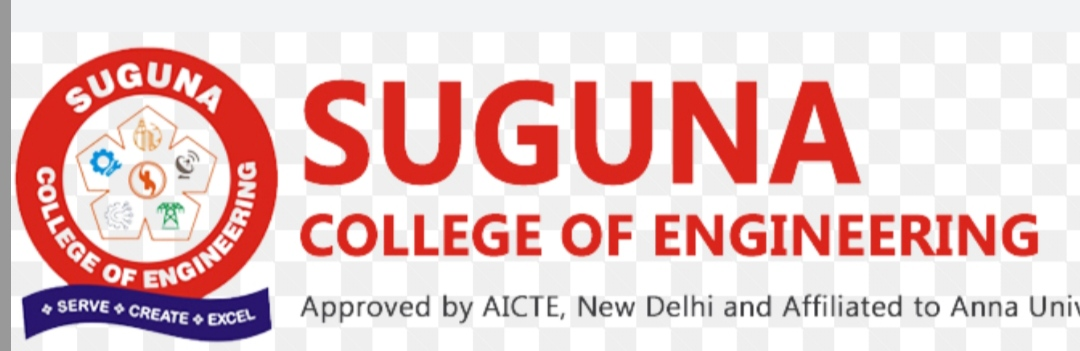 SUGUNA
COLLEGE OF ENGINEERING
SERVE CREATE EXCEL
SUGUNA
COLLEGE OF ENGINEERING
Approved by AICTE, New Delhi and Affiliated to Anna